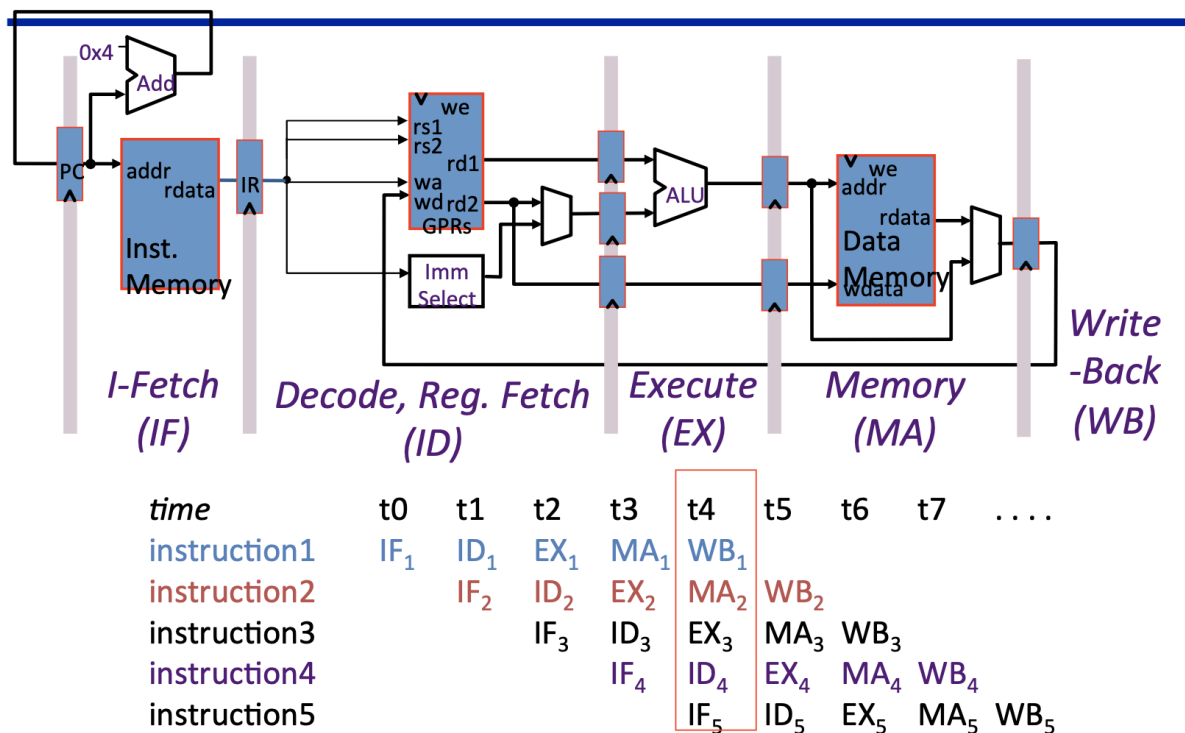 0x4
Add
PC
addr
rdata
Inst.
Memory
IR
we
rs1
rs2
rd1
wa
wd
rd2
GPRs
Imm
Select
ALU
we
addr
rdata
Data
Memory
wdata
I-Fetch
(IF)
Decode, Reg. Fetch
(ID)
Execute
(EX)
Memory
(MA)
Write
-Back
(WB)
time t0 t1 t2 t3 t4 t5 t6 t7 . . . .
instruction1 IF₁ ID₁ EX₁ MA₁ WB₁
instruction2 IF₂ ID₂ EX₂ MA₂ WB₂
instruction3 IF₃ ID₃ EX₃ MA₃ WB₃
instruction4 IF₄ ID₄ EX₄ MA₄ WB₄
instruction5 IF₅ ID₅ EX₅ MA₅ WB₅